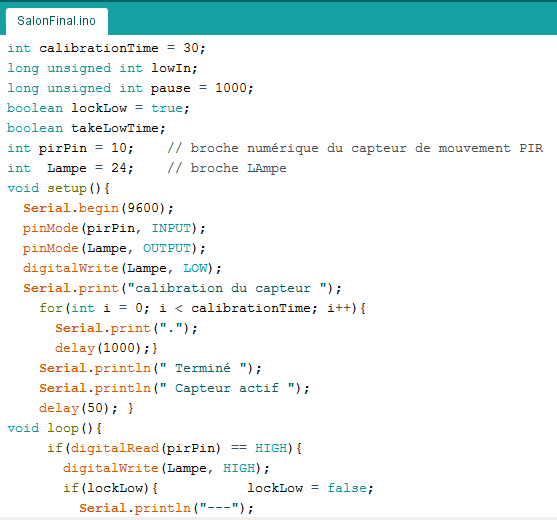 SalonFinal.ino
int calibrationTime = 30;
long unsigned int lowIn;
long unsigned int pause = 1000;
boolean lockLow = true;
boolean takeLowTime;
int pirPin = 10;    // broche numérique du capteur de mouvement PIR
int  Lampe = 24;    // broche LAmpe
void setup(){
  Serial.begin(9600);
  pinMode(pirPin, INPUT);
  pinMode(Lampe, OUTPUT);
  digitalWrite(Lampe, LOW);
  Serial.print("calibration du capteur ");
    for(int i = 0; i < calibrationTime; i++){
      Serial.print(".");
      delay(1000);}
    Serial.println(" Terminé ");
    Serial.println(" Capteur actif ");
    delay(50); }
void loop(){
     if(digitalRead(pirPin) == HIGH){
       digitalWrite(Lampe, HIGH);
       if(lockLow){           lockLow = false;
         Serial.println("---");